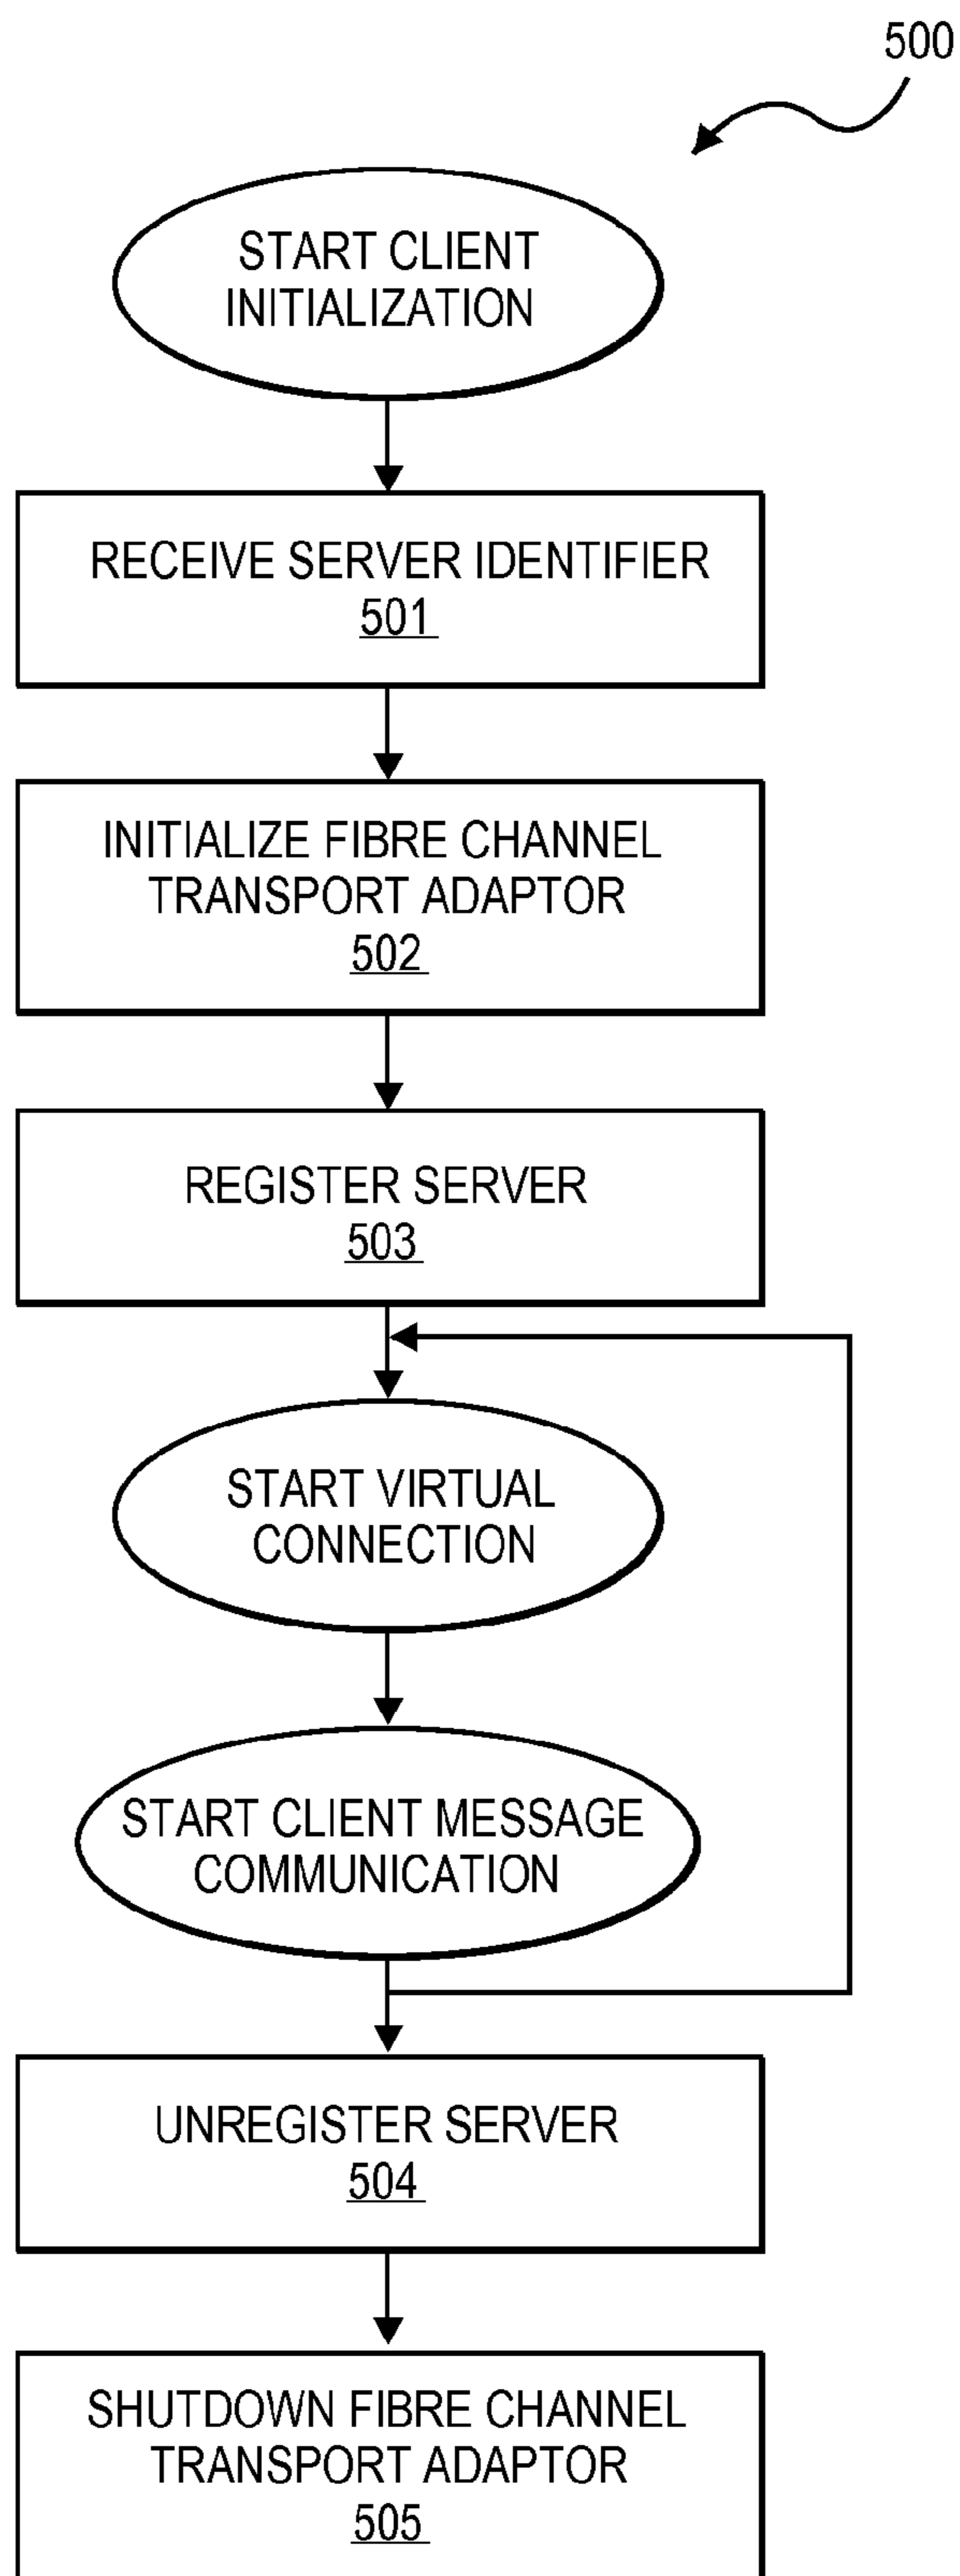 500
START CLIENT
INITIALIZATION
RECEIVE SERVER IDENTIFIER
501
INITIALIZE FIBRE CHANNEL
TRANSPORT ADAPTOR
502
REGISTER SERVER
503
START VIRTUAL
CONNECTION
START CLIENT MESSAGE
COMMUNICATION
UNREGISTER SERVER
504
SHUTDOWN FIBRE CHANNEL
TRANSPORT ADAPTOR
505